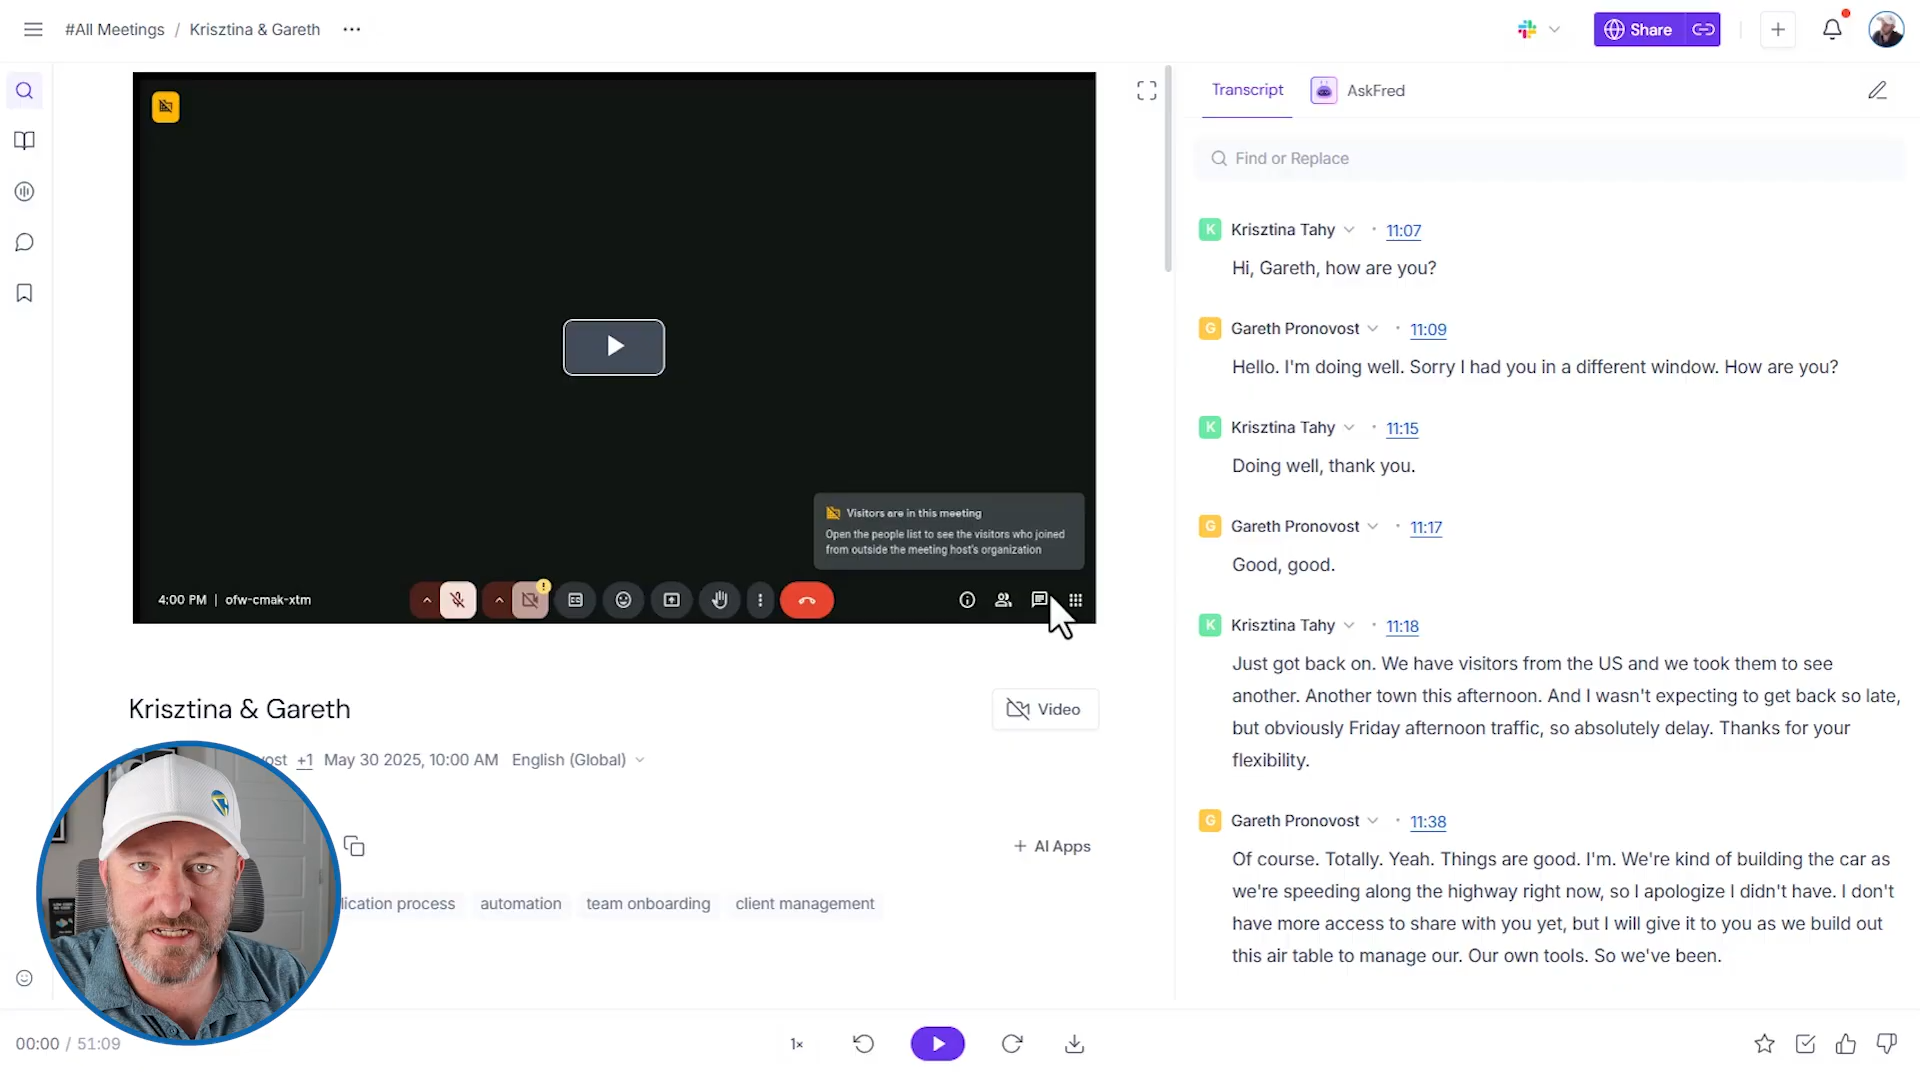 #All Meetings / Krisztina & Gareth
Share
Transcript
AskFred
Find or Replace
K Krisztina Tahy 11:07
Hi, Gareth, how are you?
G Gareth Pronovost 11:09
Hello. I'm doing well. Sorry I had you in a different window. How are you?
K Krisztina Tahy 11:15
Doing well, thank you.
G Gareth Pronovost 11:17
Good, good.
K Krisztina Tahy 11:18
Just got back on. We have visitors from the US and we took them to see
another. Another town this afternoon. And I wasn't expecting to get back so late,
but obviously Friday afternoon traffic, so absolutely delay. Thanks for your
flexibility.
G Gareth Pronovost 11:38
Of course. Totally. Yeah. Things are good. I'm. We're kind of building the car as
we're speeding along the highway right now, so I apologize I didn't have. I don't
have more access to share with you yet, but I will give it to you as we build out
this air table to manage our. Our own tools. So we've been.
Visitors are in this meeting
Open the people list to see the visitors who joined
from outside the meeting host's organization
4:00 PM | ofw-cmak-xtm
Krisztina & Gareth
Video
ost +1 May 30 2025, 10:00 AM English (Global)
+ AI Apps
lication process automation team onboarding client management
00:00 / 51:09
1×